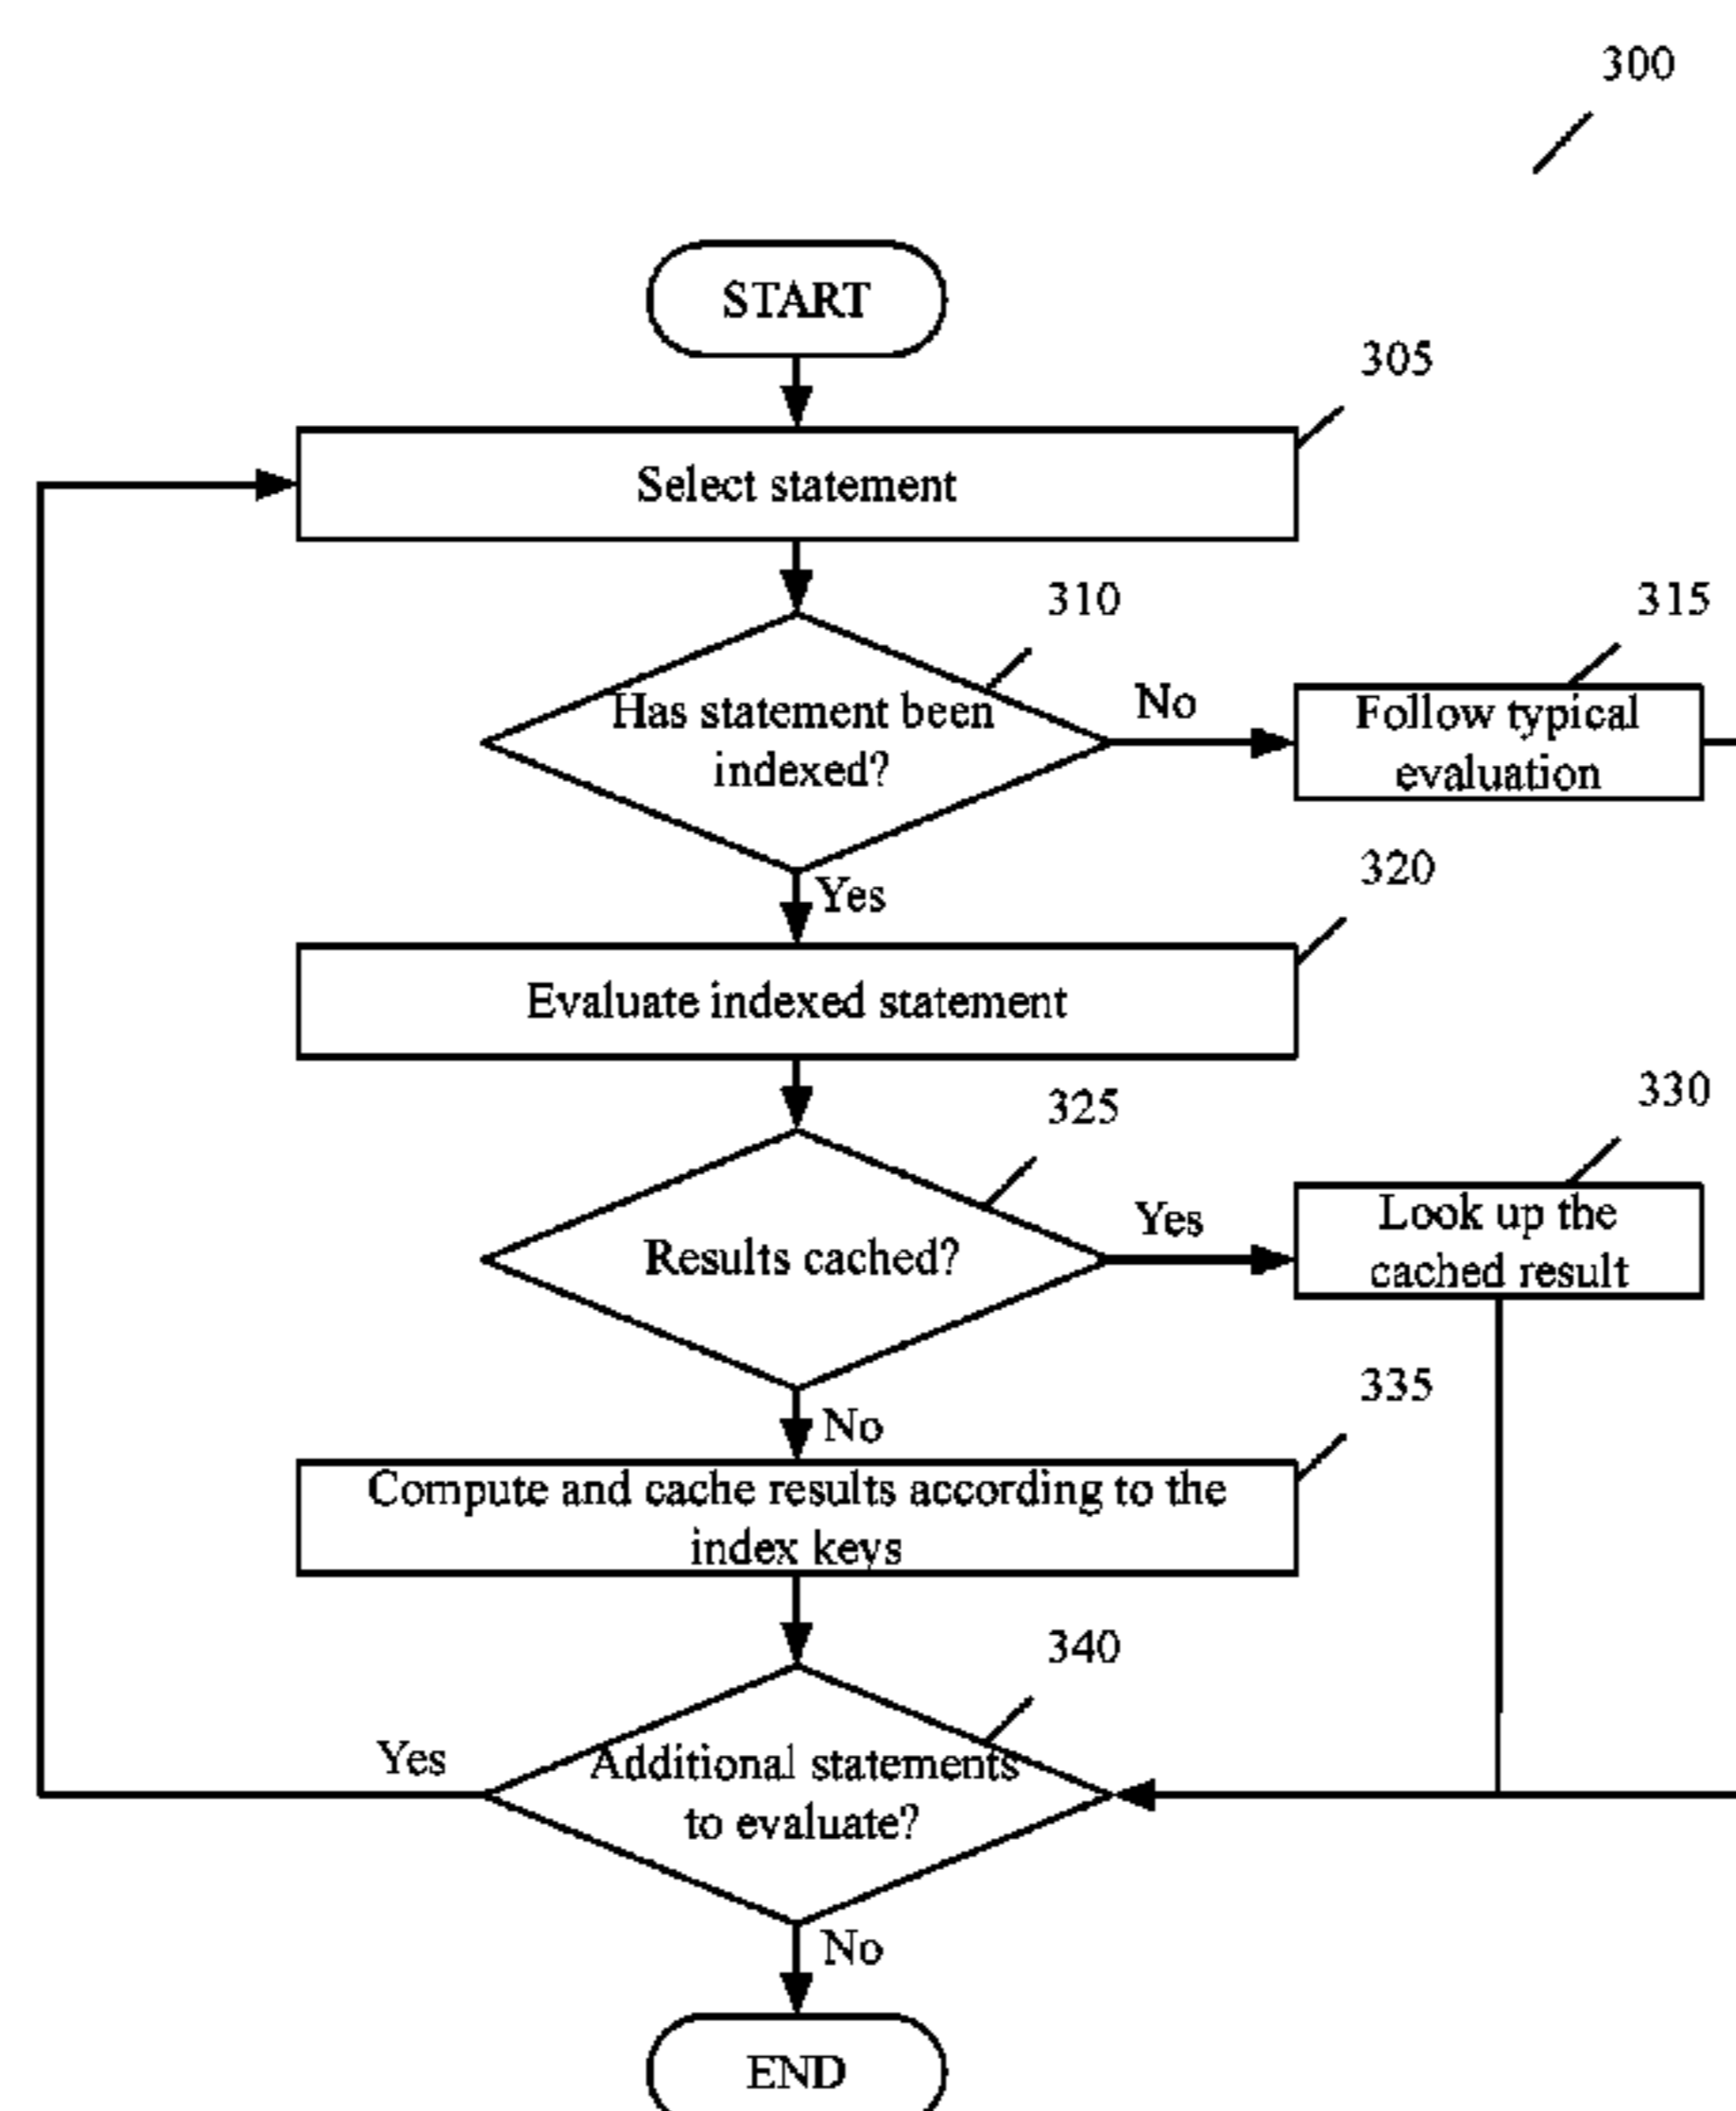 300
START
305
Select statement
310
315
Has statement been
indexed?
No
Follow typical
evaluation
Yes
320
Evaluate indexed statement
325
330
Results cached?
Yes
Look up the
cached result
No
335
Compute and cache results according to the
index keys
340
Yes
Additional statements
to evaluate?
No
END